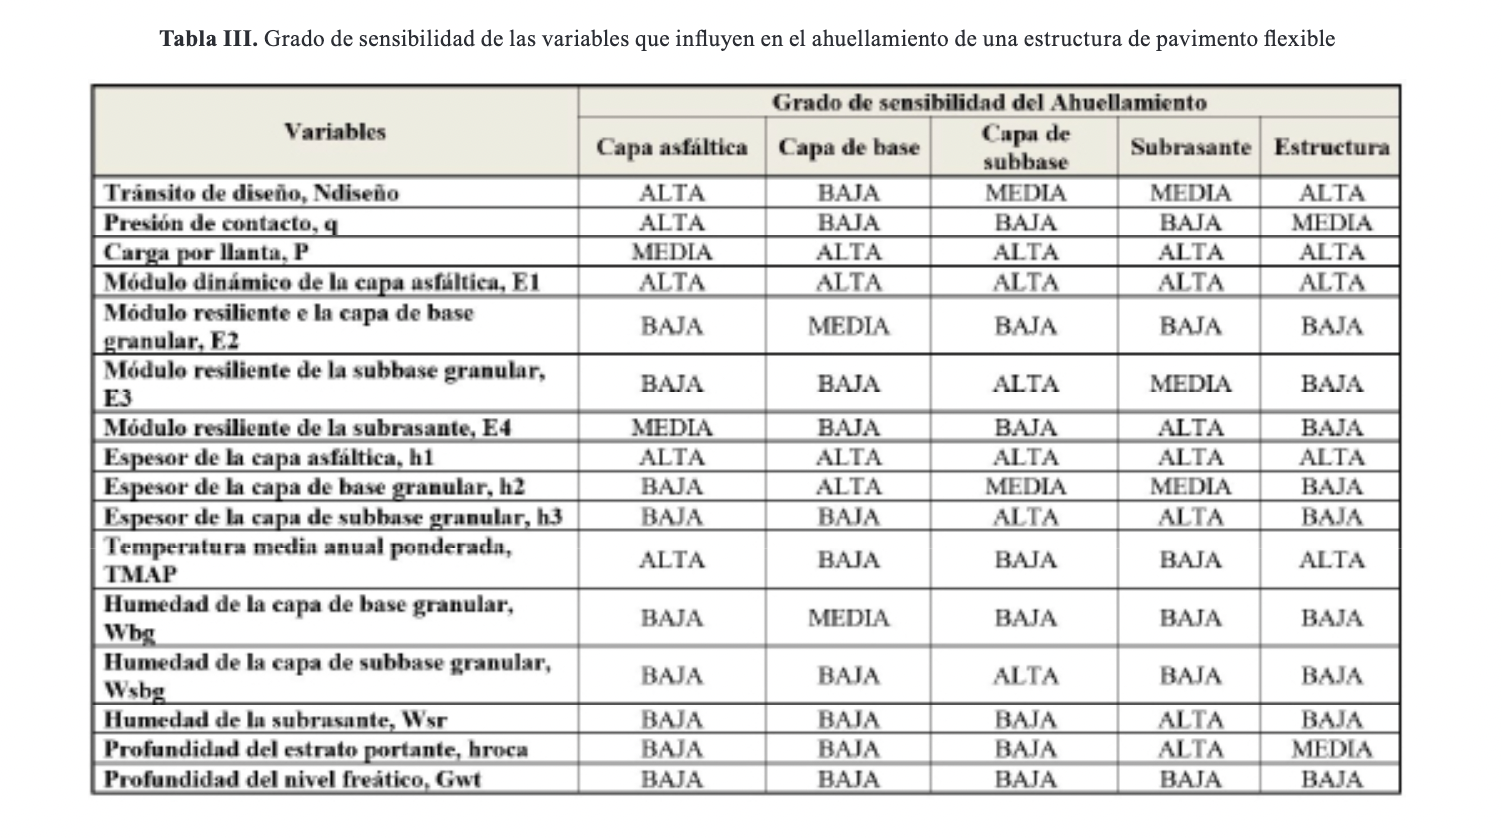 Tabla III. Grado de sensibilidad de las variables que influyen en el ahuellamiento de una estructura de pavimento flexible
Variables
Grado de sensibilidad del Ahuellamiento
Capa asfáltica Capa de base Capa de subbase Subrasante Estructura
Tránsito de diseño, Ndiseño ALTA BAJA MEDIA MEDIA ALTA
Presión de contacto, q ALTA BAJA BAJA BAJA MEDIA
Carga por llanta, P MEDIA ALTA ALTA ALTA ALTA
Módulo dinámico de la capa asfáltica, E1 ALTA ALTA ALTA ALTA ALTA
Módulo resiliente e la capa de base
granular, E2 BAJA MEDIA BAJA BAJA BAJA
Módulo resiliente de la subbase granular,
E3 BAJA BAJA ALTA MEDIA BAJA
Módulo resiliente de la subrasante, E4 MEDIA BAJA BAJA ALTA BAJA
Espesor de la capa asfáltica, h1 ALTA ALTA ALTA ALTA ALTA
Espesor de la capa de base granular, h2 BAJA ALTA MEDIA MEDIA BAJA
Espesor de la capa de subbase granular, h3 BAJA BAJA ALTA ALTA BAJA
Temperatura media anual ponderada,
TMAP ALTA BAJA BAJA BAJA ALTA
Humedad de la capa de base granular,
Wbg BAJA MEDIA BAJA BAJA BAJA
Humedad de la capa de subbase granular,
Wsbg BAJA BAJA ALTA BAJA BAJA
Humedad de la subrasante, Wsr BAJA BAJA BAJA ALTA BAJA
Profundidad del estrato portante, hroca BAJA BAJA BAJA ALTA MEDIA
Profundidad del nivel freático, Gwt BAJA BAJA BAJA BAJA BAJA